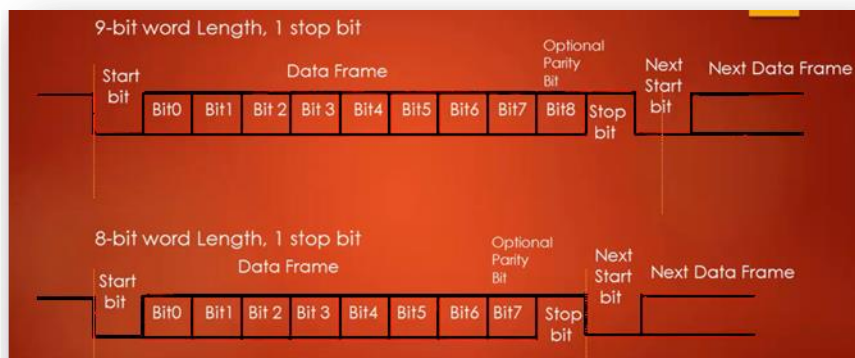 9-bit word Length, 1 stop bit
Start
bit
Data Frame
Optional
Parity
Bit
Next
Start
bit
Next Data Frame
Bit0 Bit1 Bit 2 Bit 3 Bit4 Bit5 Bit6 Bit7 Bit8 Stop
bit
8-bit word Length, 1 stop bit
Start
bit
Data Frame
Optional
Parity
Bit
Next
Start
bit
Next Data Frame
Bit0 Bit1 Bit 2 Bit 3 Bit4 Bit5 Bit6 Bit7 Stop
bit